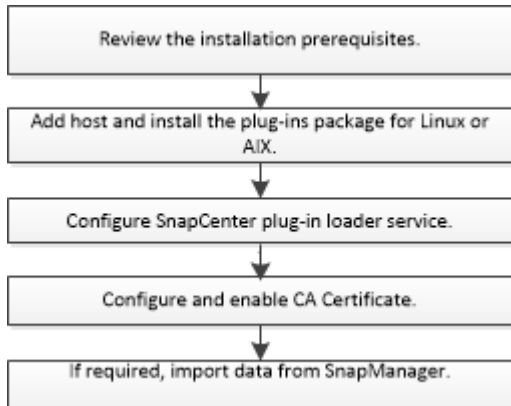 Review the installation prerequisites.
Add host and install the plug-ins package for Linux or
AIX.
Configure SnapCenter plug-in loader service.
Configure and enable CA Certificate.
If required, import data from SnapManager.